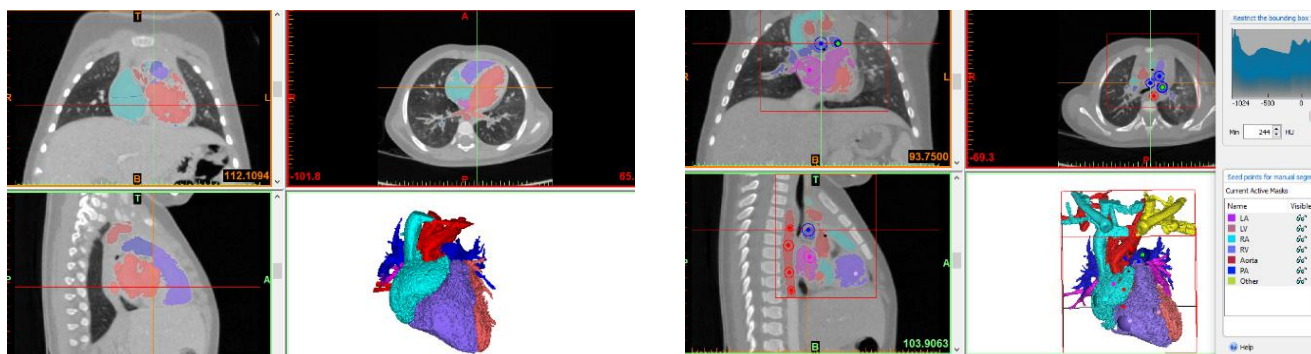 T
R
L
B
112.1094
A
R
P
-101.8
65.
T
P
A
B
R
L
B
93.7500
-69.3
P
T
P
A
B
103.9063
Restrict the bounding box
-1024
-500
0
Min
244
HU
Seed points for manual segm
Current Active Masks
Name
Visible
LA
LV
RA
RV
Aorta
PA
Other
Help